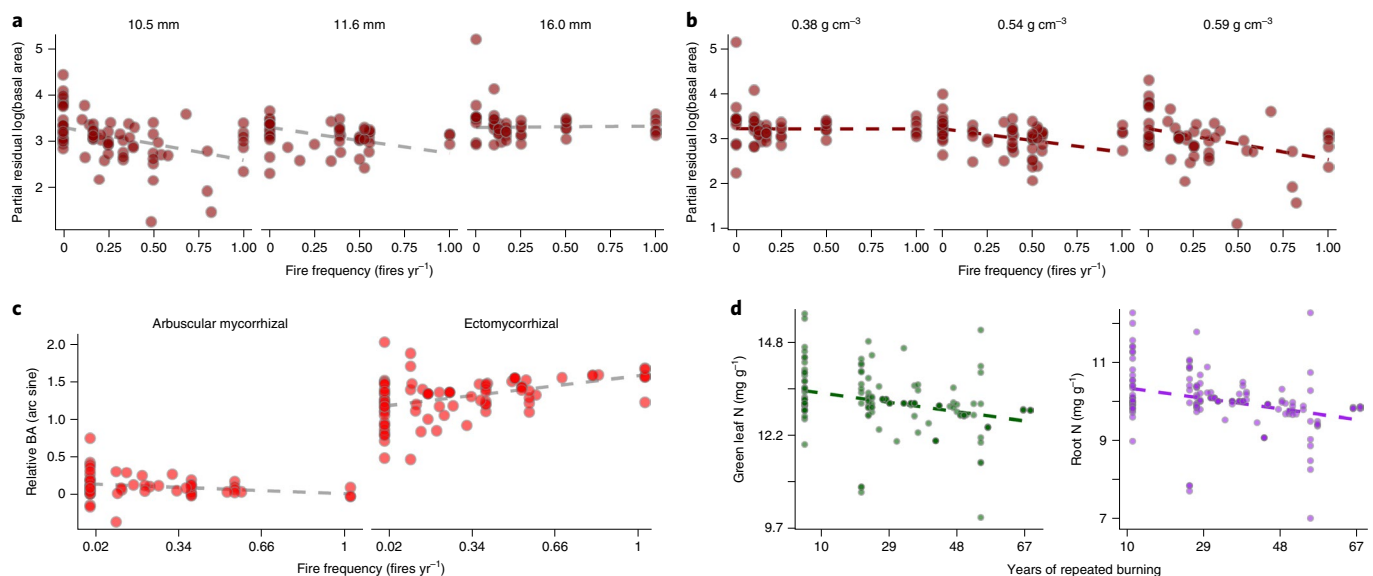 a
10.5 mm
11.6 mm
16.0 mm
Partial residual log(basal area)
5
4
3
2
0 0.25 0.50 0.75 1.00
0 0.25 0.50 0.75 1.00
0 0.25 0.50 0.75 1.00
Fire frequency (fires yr⁻¹)
b
0.38 g cm⁻³
0.54 g cm⁻³
0.59 g cm⁻³
Partial residual log(basal area)
5
4
3
2
1
0 0.25 0.50 0.75 1.00
0 0.25 0.50 0.75 1.00
0 0.25 0.50 0.75 1.00
Fire frequency (fires yr⁻¹)
c
Arbuscular mycorrhizal
Ectomycorrhizal
Relative BA (arc sine)
2.0
1.5
1.0
0.5
0
0.02 0.34 0.66 1
0.02 0.34 0.66 1
Fire frequency (fires yr⁻¹)
d
Green leaf N (mg g⁻¹)
14.8
12.2
9.7
10 29 48 67
Root N (mg g⁻¹)
11
9
7
10 29 48 67
Years of repeated burning